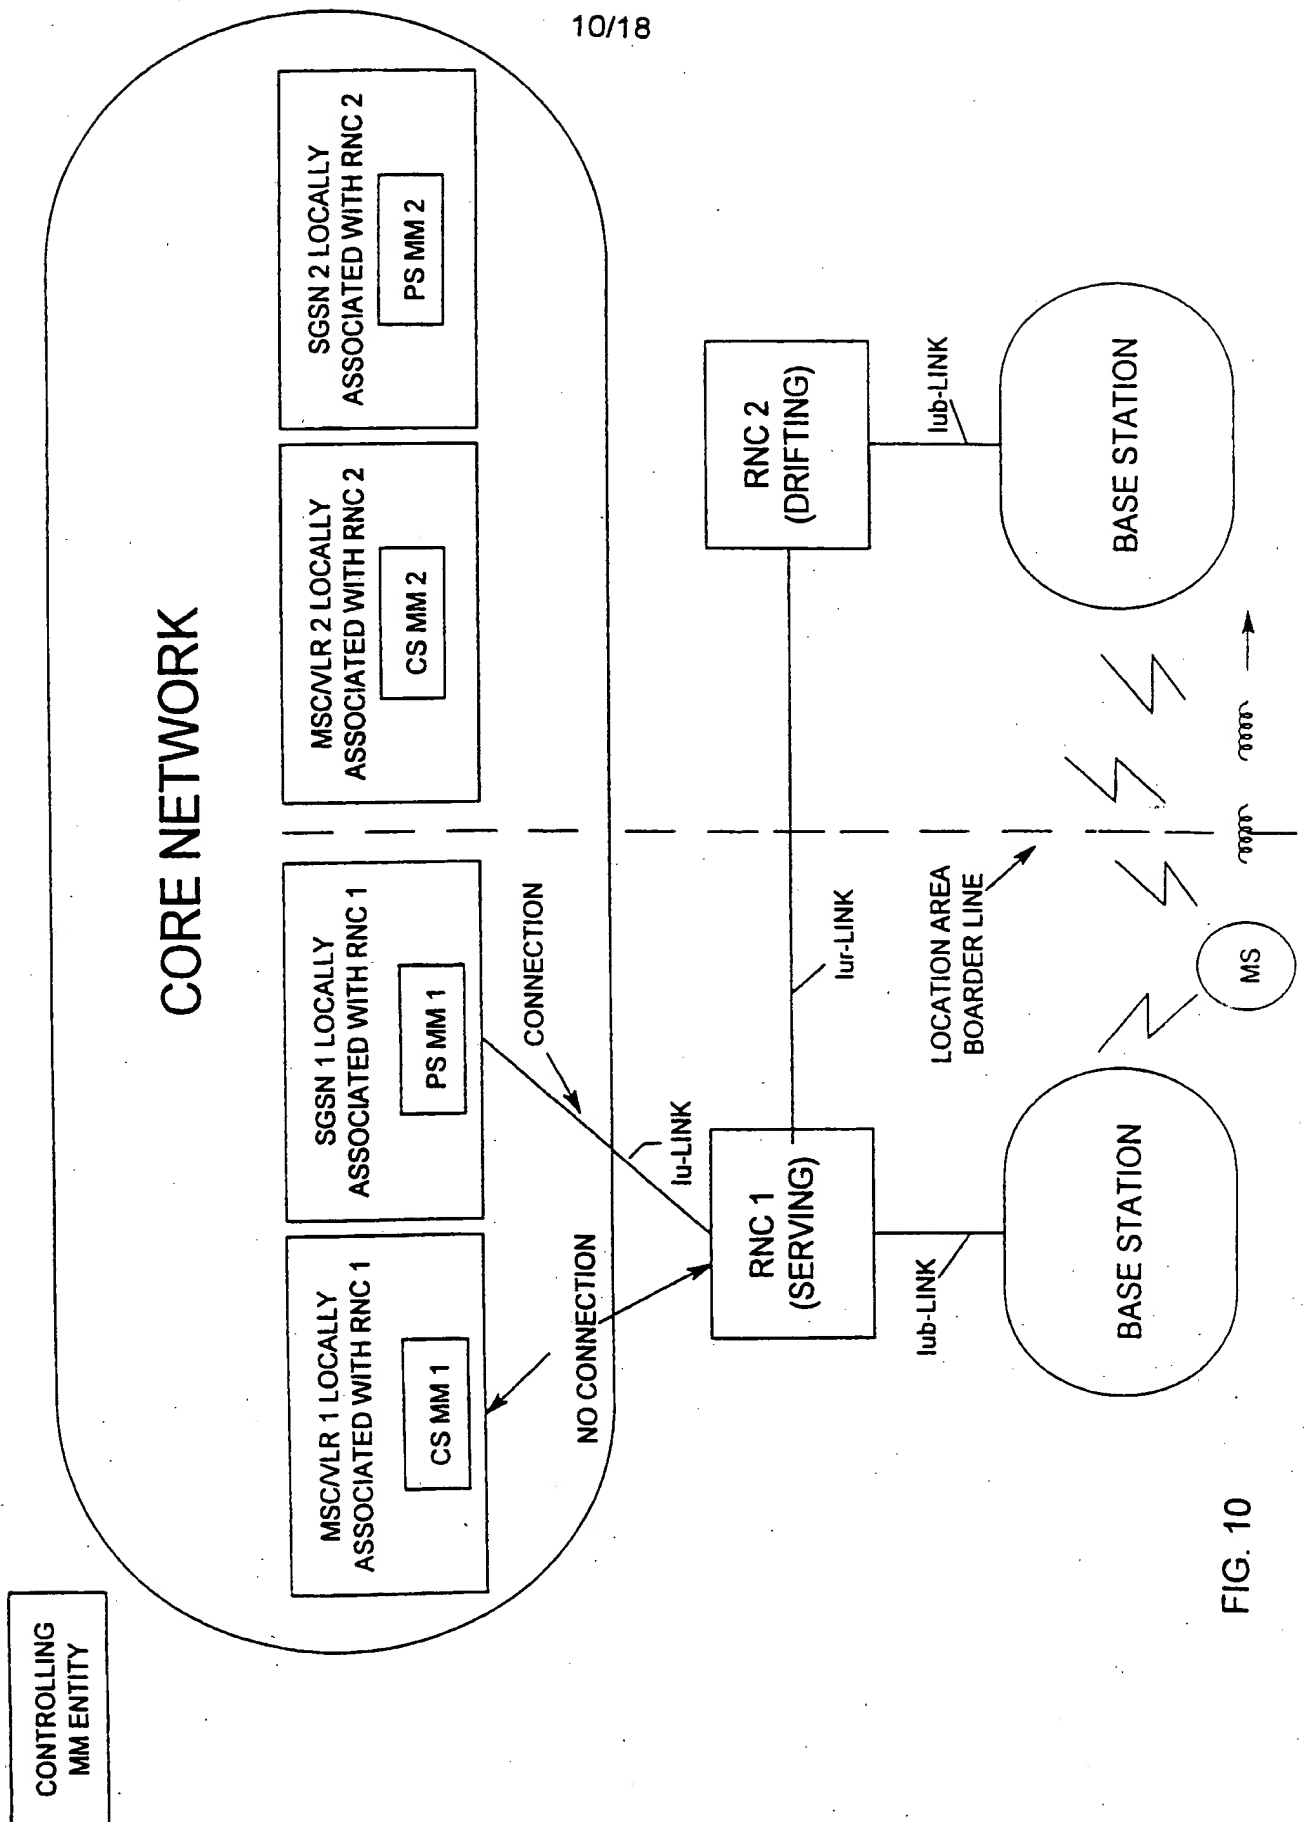 10/18
CONTROLLING
MM ENTITY
CORE NETWORK
MSC/VLR 1 LOCALLY
ASSOCIATED WITH RNC 1
CS MM 1
SGSN 1 LOCALLY
ASSOCIATED WITH RNC 1
PS MM 1
MSC/VLR 2 LOCALLY
ASSOCIATED WITH RNC 2
CS MM 2
SGSN 2 LOCALLY
ASSOCIATED WITH RNC 2
PS MM 2
NO CONNECTION
CONNECTION
Iu-LINK
RNC 1
(SERVING)
Iur-LINK
RNC 2
(DRIFTING)
Iub-LINK
Iub-LINK
LOCATION AREA
BOARDER LINE
BASE STATION
BASE STATION
MS
FIG. 10